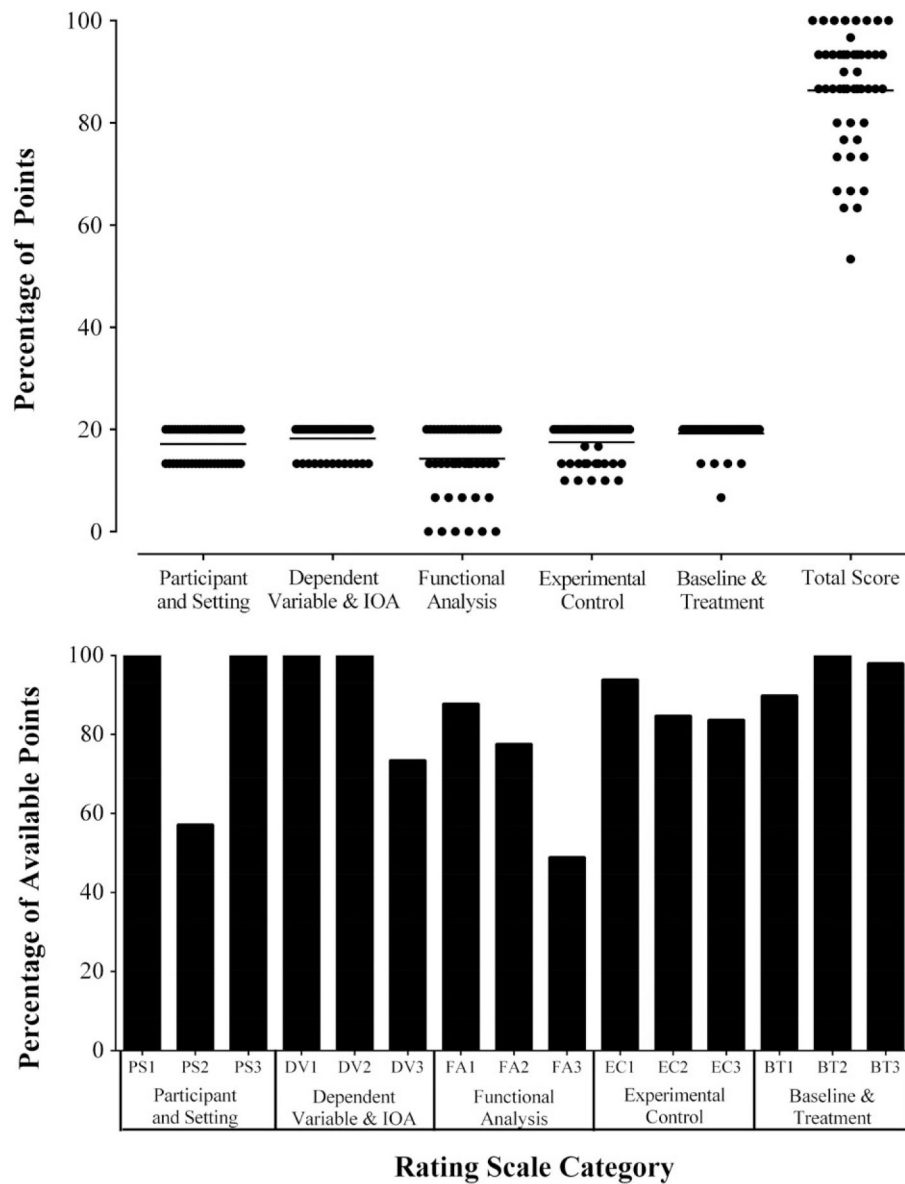 Percentage of Points
100
80
60
40
20
0
Participant and Setting
Dependent Variable & IOA
Functional Analysis
Experimental Control
Baseline & Treatment
Total Score
Percentage of Available Points
100
80
60
40
20
0
PS1 PS2 PS3 DV1 DV2 DV3 FA1 FA2 FA3 EC1 EC2 EC3 BT1 BT2 BT3
Participant and Setting
Dependent Variable & IOA
Functional Analysis
Experimental Control
Baseline & Treatment
Rating Scale Category